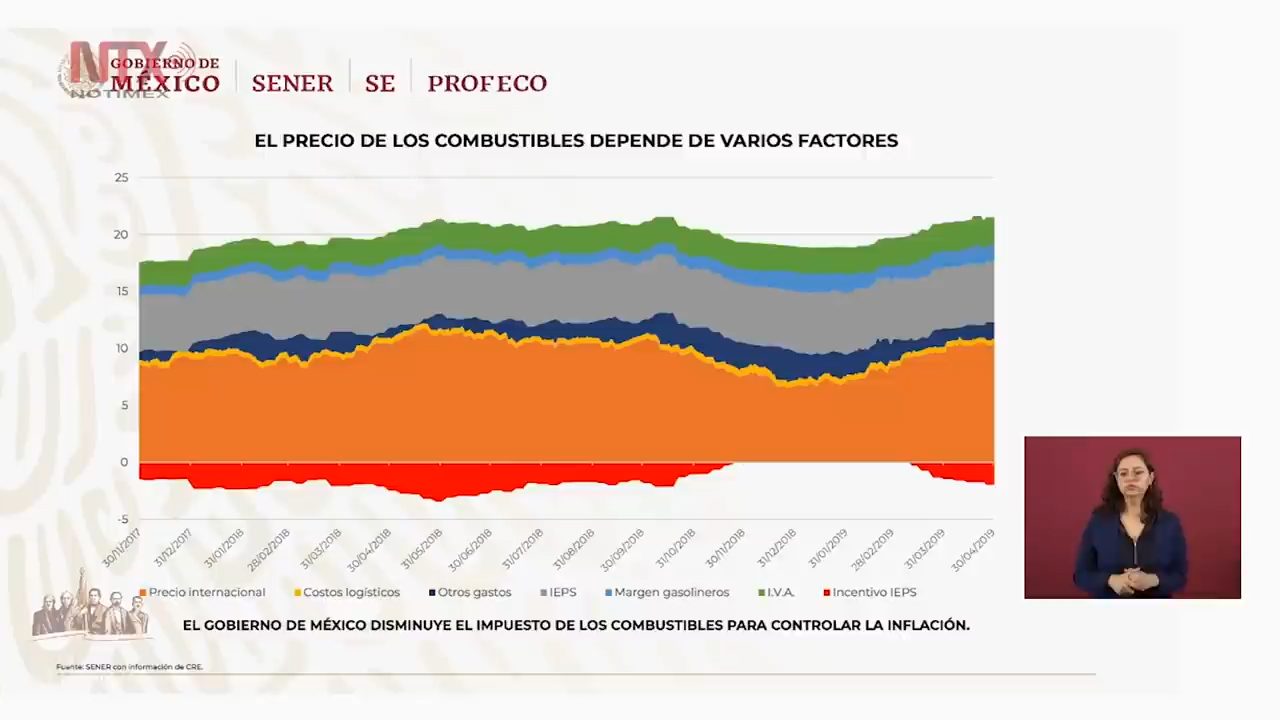 NTX
NOTIMEX
GOBIERNO DE
MÉXICO
SENER
SE
PROFECO
EL PRECIO DE LOS COMBUSTIBLES DEPENDE DE VARIOS FACTORES
25
20
15
10
5
0
-5
30/11/2017
31/12/2017
31/01/2018
28/02/2018
31/03/2018
30/04/2018
31/05/2018
30/06/2018
31/07/2018
31/08/2018
30/09/2018
31/10/2018
30/11/2018
31/12/2018
31/01/2019
28/02/2019
31/03/2019
30/04/2019
Precio internacional
Costos logísticos
Otros gastos
IEPS
Margen gasolineros
I.V.A.
Incentivo IEPS
EL GOBIERNO DE MÉXICO DISMINUYE EL IMPUESTO DE LOS COMBUSTIBLES PARA CONTROLAR LA INFLACIÓN.
Fuente: SENER con información de CRE.